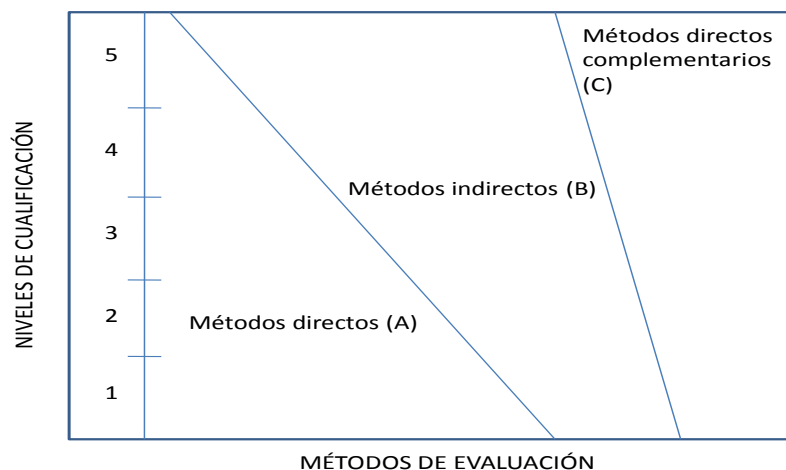 NIVELES DE CUALIFICACIÓN
5
4
3
2
1
Métodos directos
complementarios
(C)
Métodos indirectos (B)
Métodos directos (A)
MÉTODOS DE EVALUACIÓN